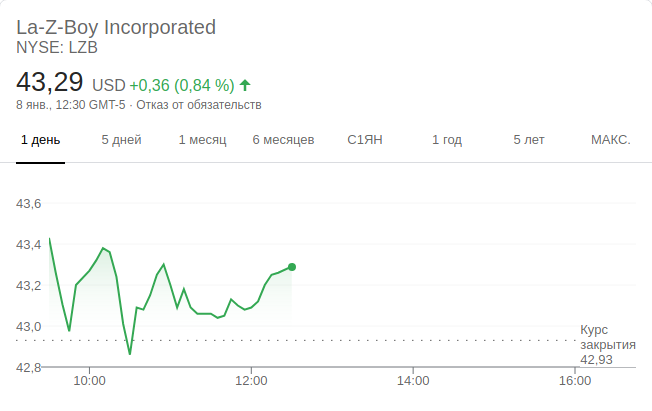 La-Z-Boy Incorporated
NYSE: LZB
43,29 USD +0,36 (0,84 %)
8 янв., 12:30 GMT-5 · Отказ от обязательств
1 день 5 дней 1 месяц 6 месяцев С1ЯН 1 год 5 лет МАКС.
43,6
43,4
43,2
43,0
42,8
Курс
закрытия
42,93
10:00 12:00 14:00 16:00